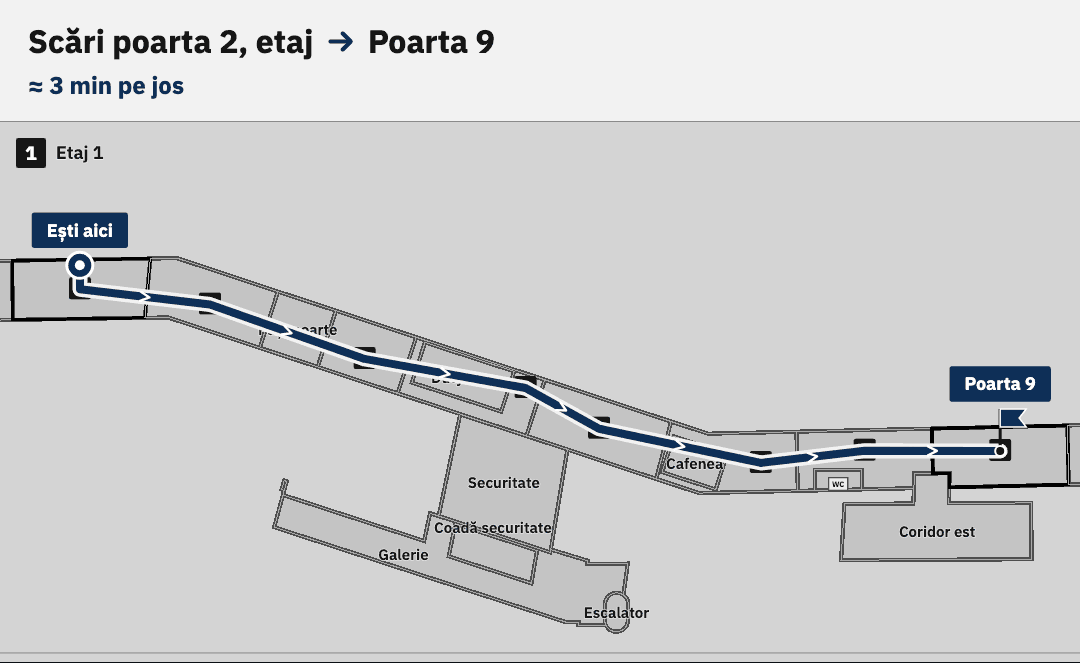 Scări poarta 2, etaj → Poarta 9
≈ 3 min pe jos
1 Etaj 1
Ești aici
Poarta 9
Cafenea
wc
Securitate
Coadă securitate
Coridor est
Galerie
Escalator